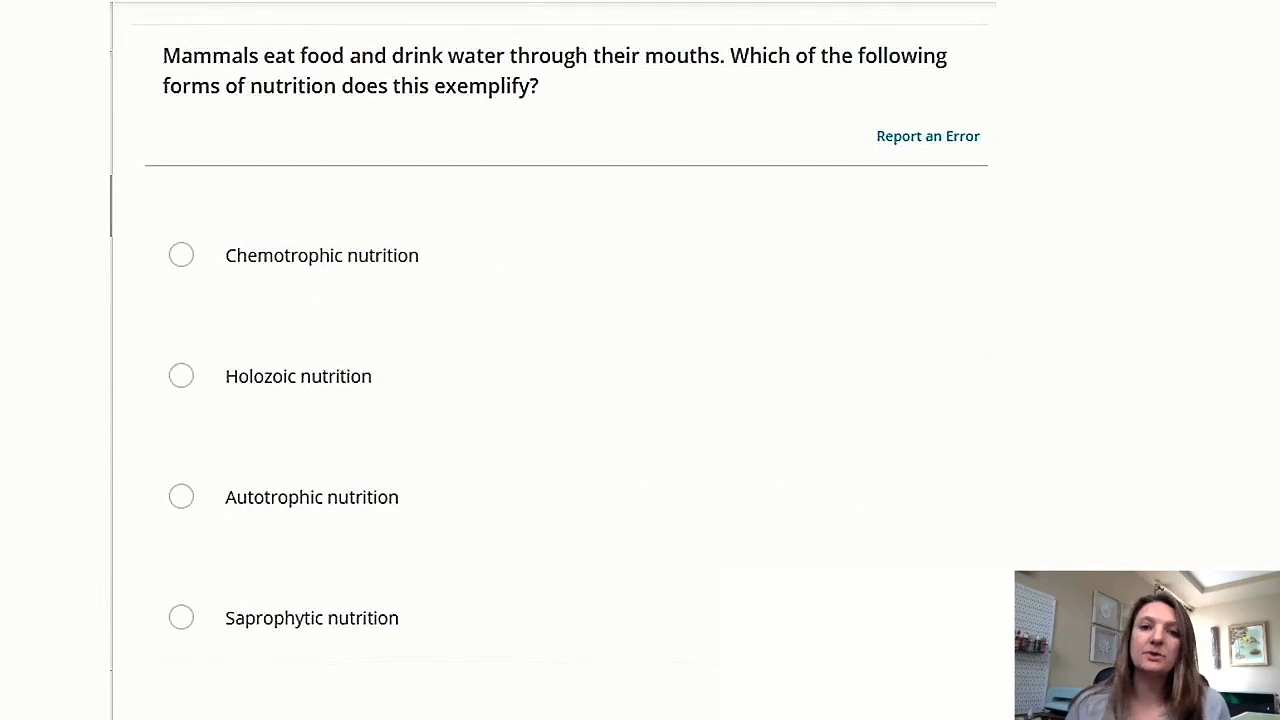 Mammals eat food and drink water through their mouths. Which of the following
forms of nutrition does this exemplify?
Report an Error
Chemotrophic nutrition
Holozoic nutrition
Autotrophic nutrition
Saprophytic nutrition